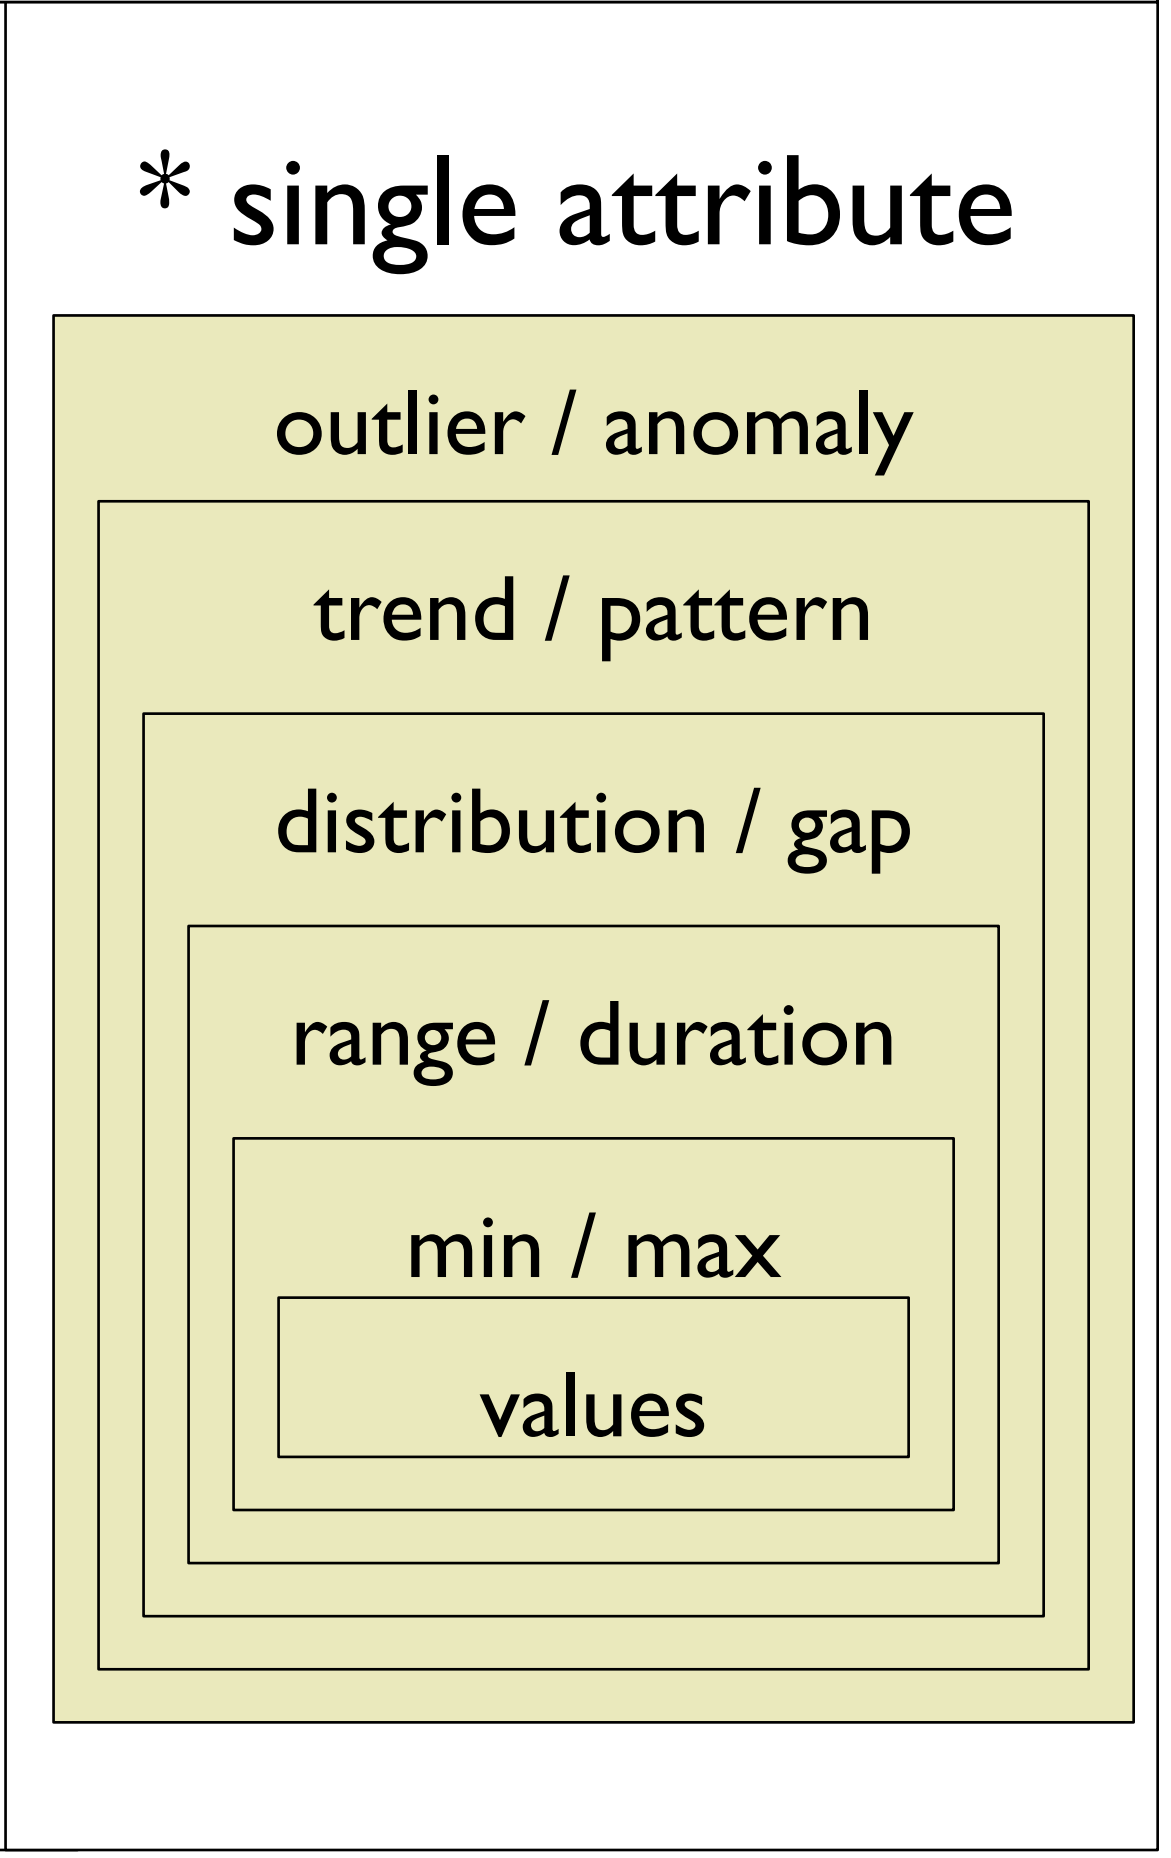 * single attribute
outlier / anomaly
trend / pattern
distribution / gap
range / duration
min / max
values